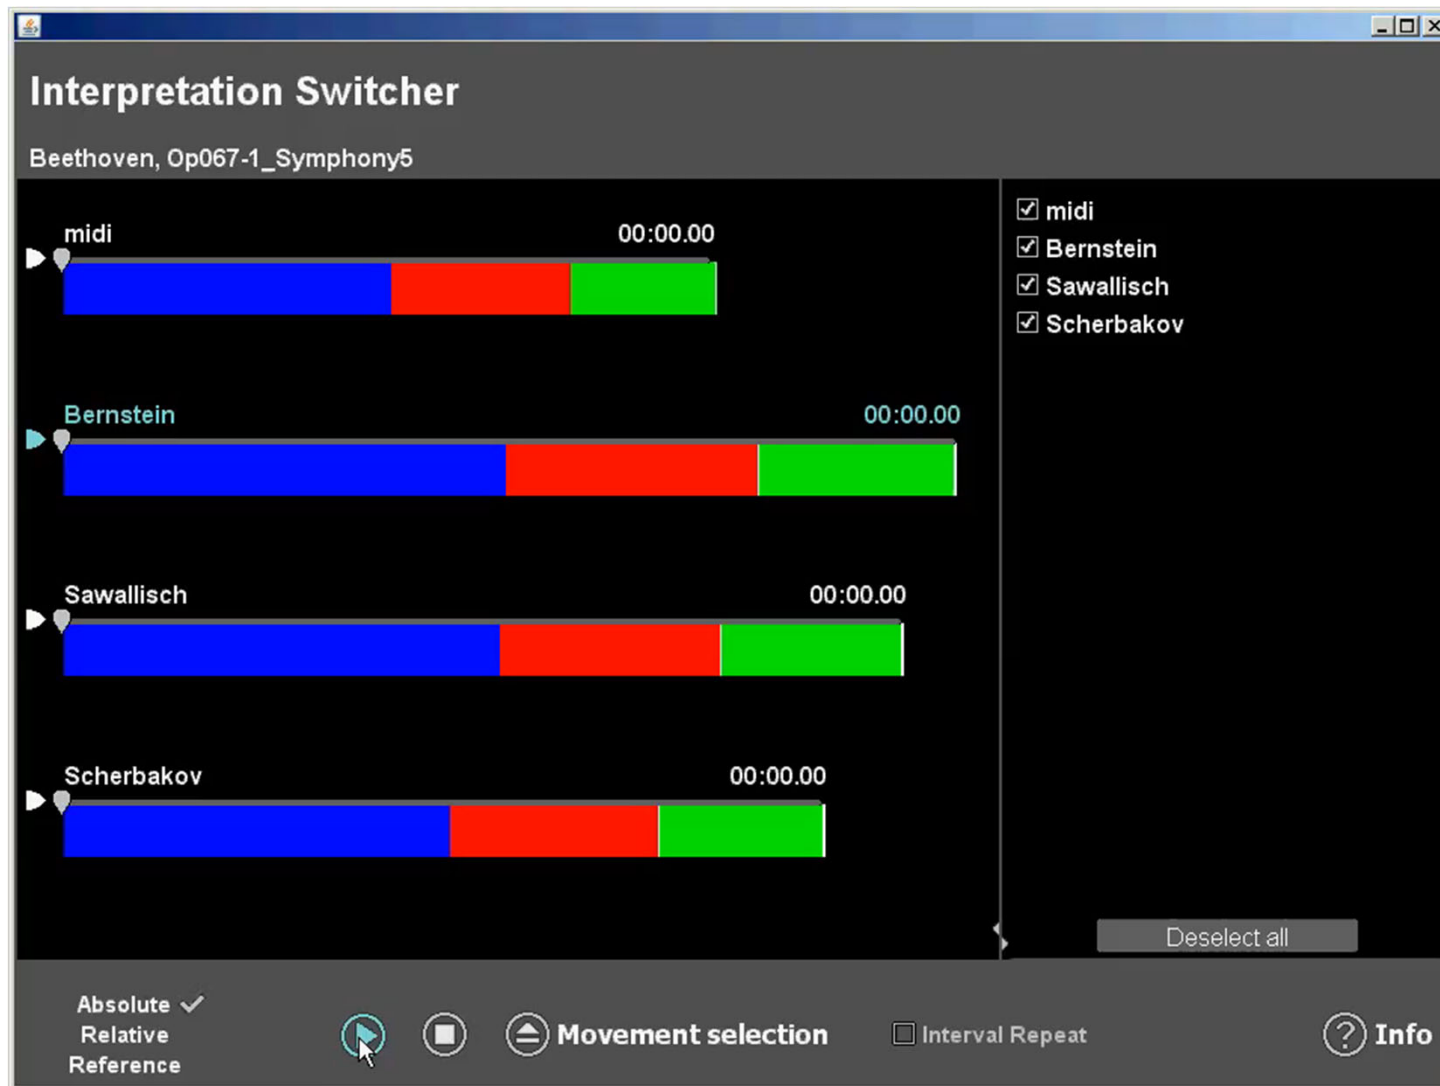 Interpretation Switcher
Beethoven, Op067-1_Symphony5
midi 00:00.00
Bernstein 00:00.00
Sawallisch 00:00.00
Scherbakov 00:00.00
midi
Bernstein
Sawallisch
Scherbakov
Deselect all
Absolute
Relative
Reference
Movement selection
Interval Repeat
? Info